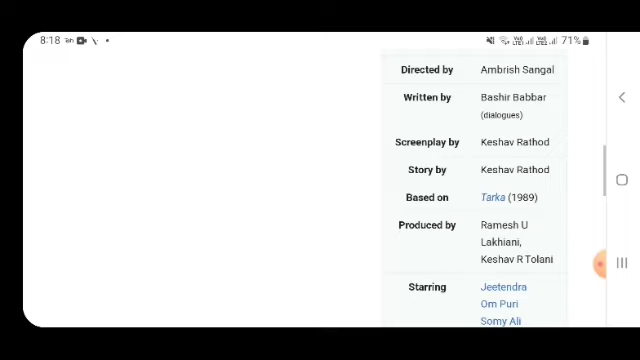 8:18 71%
Directed by Ambrish Sangal
Written by Bashir Babbar
(dialogues)
Screenplay by Keshav Rathod
Story by Keshav Rathod
Based on Tarka (1989)
Produced by Ramesh U
Lakhiani,
Keshav R Tolani
Starring Jeetendra
Om Puri
Somy Ali